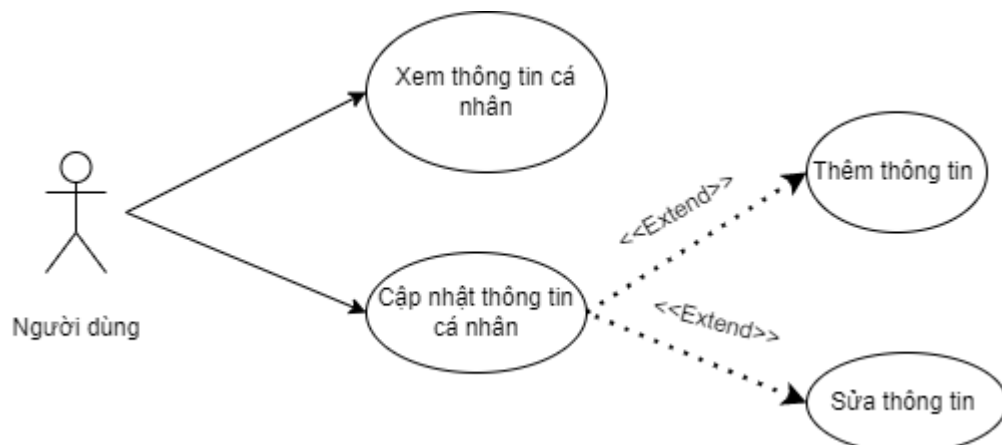 Xem thông tin cá
nhân
Thêm thông tin
<<Extend>>
Cập nhật thông tin
cá nhân
<<Extend>>
Người dùng
Sửa thông tin